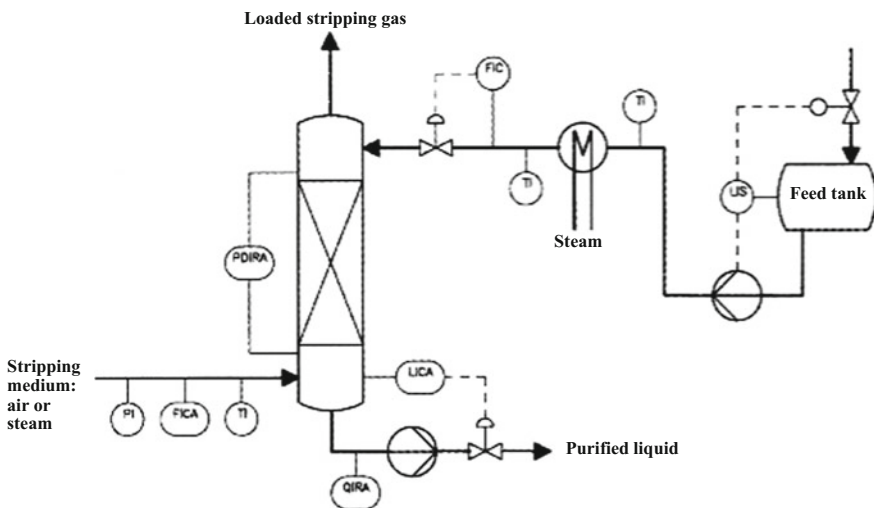 Loaded stripping gas
FIC
TI
TI
LIS
Feed tank
Steam
PDIRA
Stripping
medium:
air or
steam
PI
FICA
TI
LICA
QIRA
Purified liquid